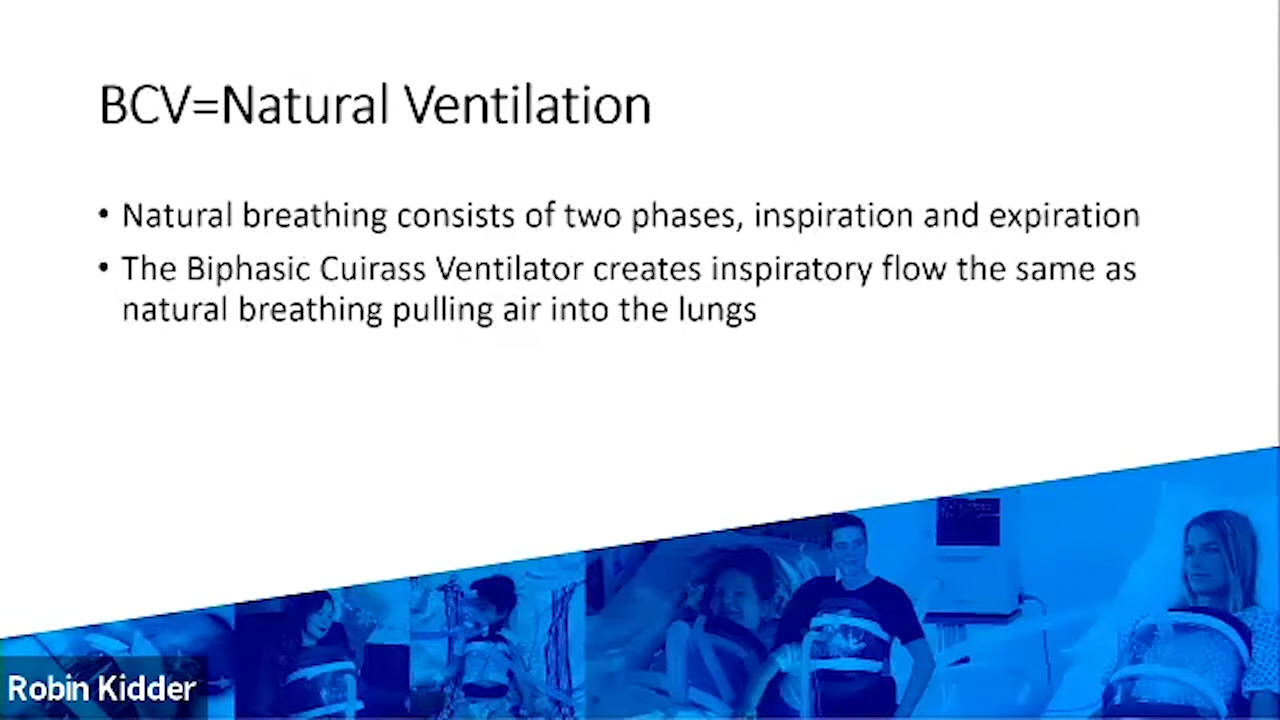 BCV=Natural Ventilation
• Natural breathing consists of two phases, inspiration and expiration
• The Biphasic Cuirass Ventilator creates inspiratory flow the same as
natural breathing pulling air into the lungs
Robin Kidder